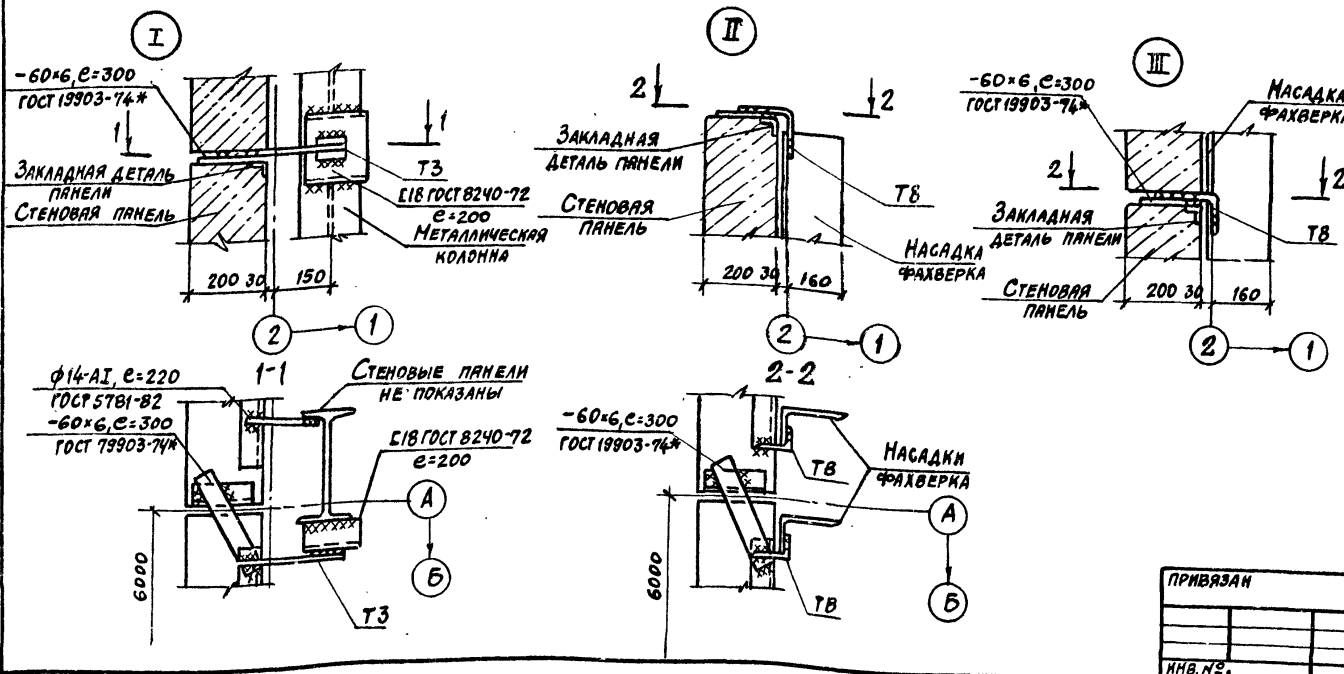 I
-60×6, ℓ=300
ГОСТ 19903-74*
1
1
ЗАКЛАДНАЯ ДЕТАЛЬ
ПАНЕЛИ
СТЕНОВАЯ ПАНЕЛЬ
Т3
[18 ГОСТ 8240-72
ℓ=200
МЕТАЛЛИЧЕСКАЯ
КОЛОННА
200 30 150
2
1
II
2
2
ЗАКЛАДНАЯ
ДЕТАЛЬ ПАНЕЛИ
СТЕНОВАЯ
ПАНЕЛЬ
Т8
НАСАДКА
ФАХВЕРКА
200 30 160
2
1
III
-60×6, ℓ=300
ГОСТ 19903-74*
НАСАДКА
ФАХВЕРКА
2
2
ЗАКЛАДНАЯ
ДЕТАЛЬ ПАНЕЛИ
Т8
СТЕНОВАЯ
ПАНЕЛЬ
200 30 160
2
1
1-1
ϕ14-АI, ℓ=220
ГОСТ 5781-82
-60×6, ℓ=300
ГОСТ 79903-74*
СТЕНОВЫЕ ПАНЕЛИ
НЕ ПОКАЗАНЫ
[18 ГОСТ 8240-72
ℓ=200
А
Б
6000
Т3
2-2
-60×6, ℓ=300
ГОСТ 19903-74*
Т8
НАСАДКИ
ФАХВЕРКА
А
Б
6000
Т8
ПРИВЯЗАН
ИНВ. №.